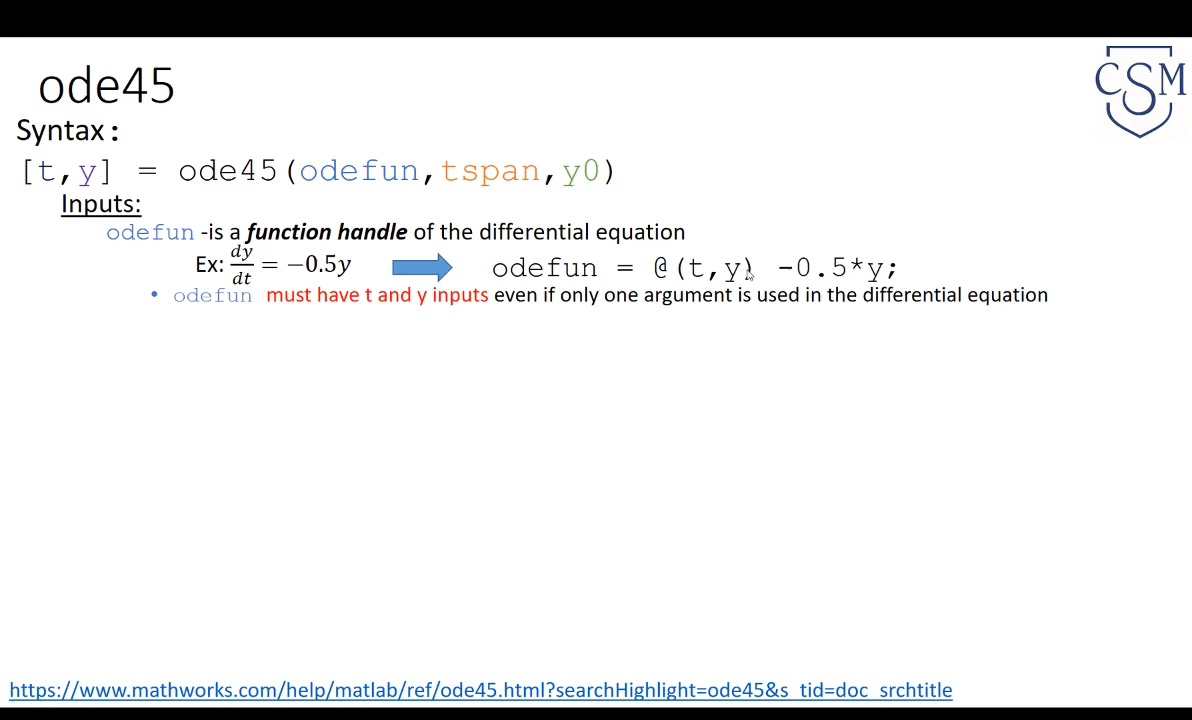 ode45
CSM
Syntax:
[t,y] = ode45(odefun,tspan,y0)
Inputs:
odefun -is a function handle of the differential equation
Ex: dy/dt = −0.5y odefun = @(t,y) -0.5*y;
• odefun must have t and y inputs even if only one argument is used in the differential equation
https://www.mathworks.com/help/matlab/ref/ode45.html?searchHighlight=ode45&s_tid=doc_srchtitle